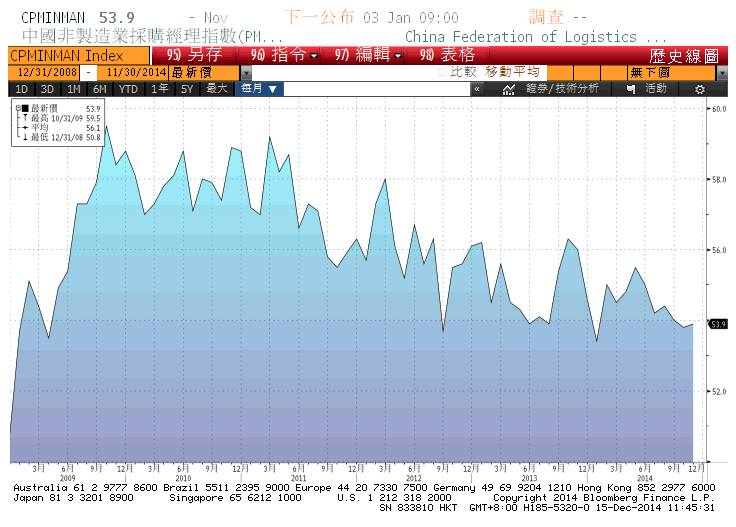 CPMINMAN 53.9 - Nov 下一公布 03 Jan 09:00 調查 --
中國非製造業採購經理指數(PM... China Federation of Logistics ...
CPMINMAN Index 95) 另存 96) 指令 97) 編輯 98) 表格 歷史線圖
12/31/2008 - 11/30/2014 最新價 比較 移動平均 無下圖
1D 3D 1M 6M YTD 1年 5Y 最大 每月 ▼ « 證券/技術分析 活動
最新價 53.9
最高 10/31/09 59.5
平均 56.1
最低 12/31/08 50.8
60.0
58.0
56.0
53.9
52.0
3月 6月 9月 12月 3月 6月 9月 12月 3月 6月 9月 12月 3月 6月 9月 12月 3月 6月 9月 12月 3月 6月 9月 12月
2009 2010 2011 2012 2013 2014
Australia 61 2 9777 8600 Brazil 5511 2395 9000 Europe 44 20 7330 7500 Germany 49 69 9204 1210 Hong Kong 852 2977 6000
Japan 81 3 3201 8900 Singapore 65 6212 1000 U.S. 1 212 318 2000 Copyright 2014 Bloomberg Finance L.P.
SN 833810 HKT GMT+8:00 H185-5320-0 15-Dec-2014 11:45:31